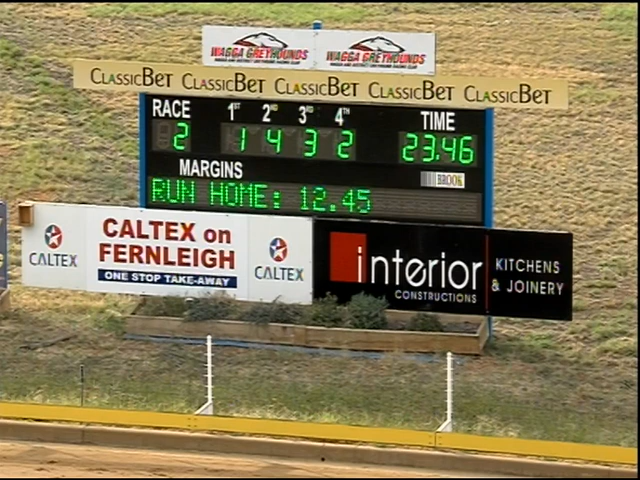 WAGGA GREYHOUNDS WAGGA GREYHOUNDS
CLASSICBET CLASSICBET CLASSICBET CLASSICBET CLASSICBET
RACE 1ST 2ND 3RD 4TH TIME
2 1 4 3 2 23.46
MARGINS BROOK
RUN HOME: 12.45
CALTEX CALTEX on FERNLEIGH CALTEX
ONE STOP TAKE-AWAY
interior CONSTRUCTIONS
KITCHENS
& JOINERY